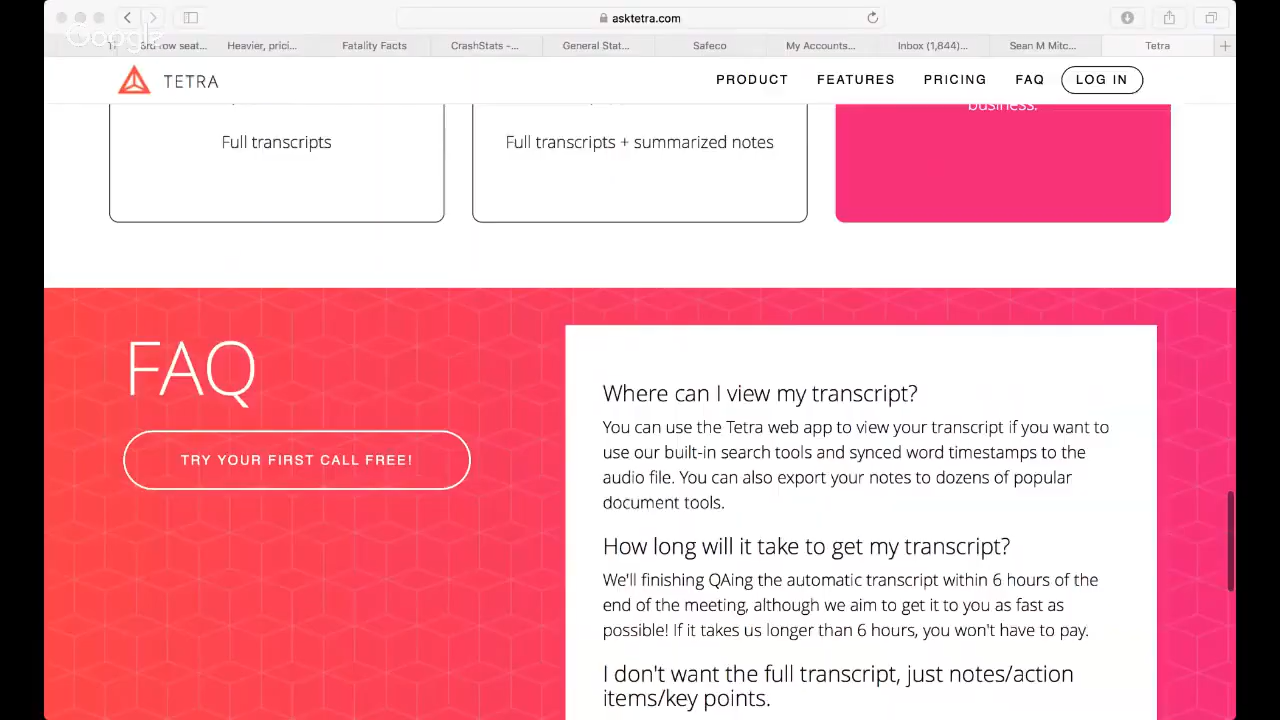 asktetra.com
Google
3rd row seat...
Heavier, prici...
Fatality Facts
CrashStats -...
General Stat...
Safeco
My Accounts...
Inbox (1,844)...
Sean M Mitc...
Tetra
TETRA
PRODUCT
FEATURES
PRICING
FAQ
LOG IN
business.
Full transcripts
Full transcripts + summarized notes
FAQ
TRY YOUR FIRST CALL FREE!
Where can I view my transcript?
You can use the Tetra web app to view your transcript if you want to
use our built-in search tools and synced word timestamps to the
audio file. You can also export your notes to dozens of popular
document tools.
How long will it take to get my transcript?
We'll finishing QAing the automatic transcript within 6 hours of the
end of the meeting, although we aim to get it to you as fast as
possible! If it takes us longer than 6 hours, you won't have to pay.
I don't want the full transcript, just notes/action
items/key points.